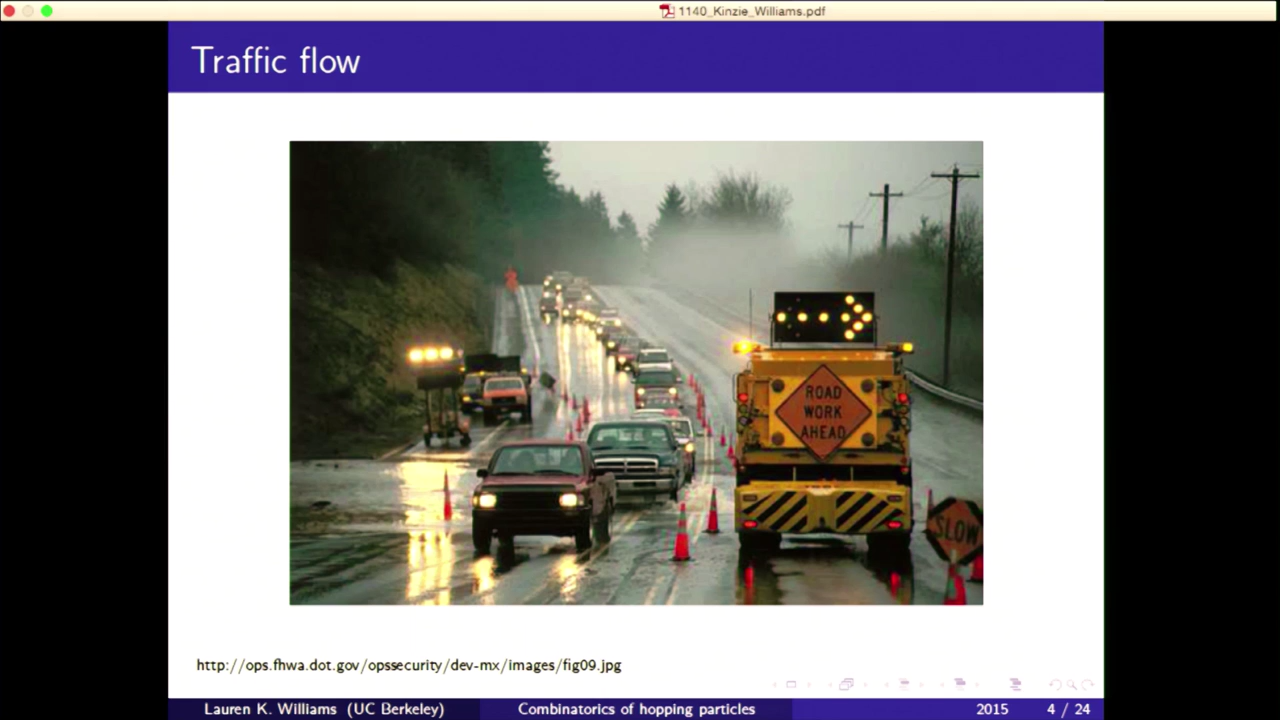 1140_Kinzie_Williams.pdf
Traffic flow
ROAD
WORK
AHEAD
SLOW
http://ops.fhwa.dot.gov/opssecurity/dev-mx/images/fig09.jpg
Lauren K. Williams (UC Berkeley) Combinatorics of hopping particles 2015 4 / 24